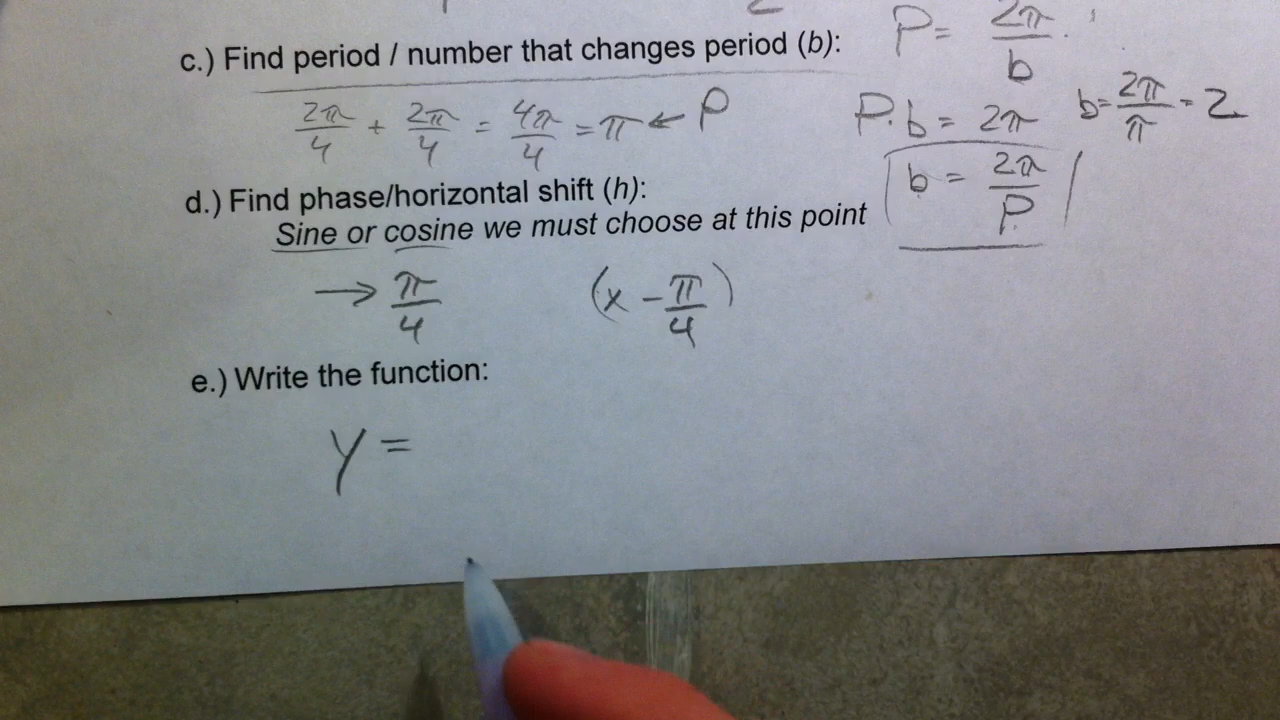 c.) Find period / number that changes period (b):
P = 2π/b
2π/4 + 2π/4 = 4π/4 = π ← P
P·b = 2π
b = 2π/π = 2
b = 2π/P
d.) Find phase/horizontal shift (h):
Sine or cosine we must choose at this point
→ π/4
(x - π/4)
e.) Write the function:
y =